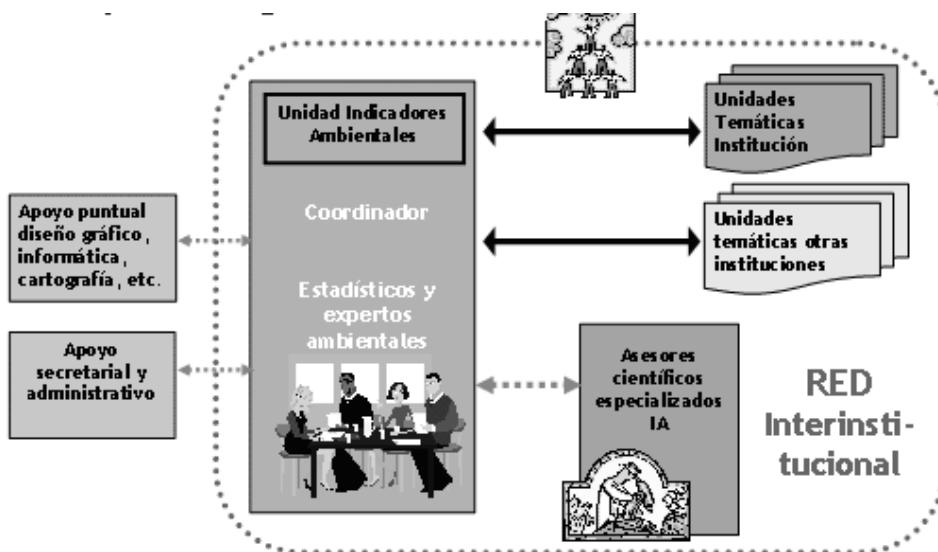 Unidad Indicadores
Ambientales
Coordinador
Estadísticos y
expertos
ambientales
Apoyo puntual
diseño gráfico,
informática,
cartografía, etc.
Apoyo
secretarial y
administrativo
Unidades
Temáticas
Institución
Unidades
temáticas otras
instituciones
Asesores
científicos
especializados
IA
RED
Interinsti-
tucional